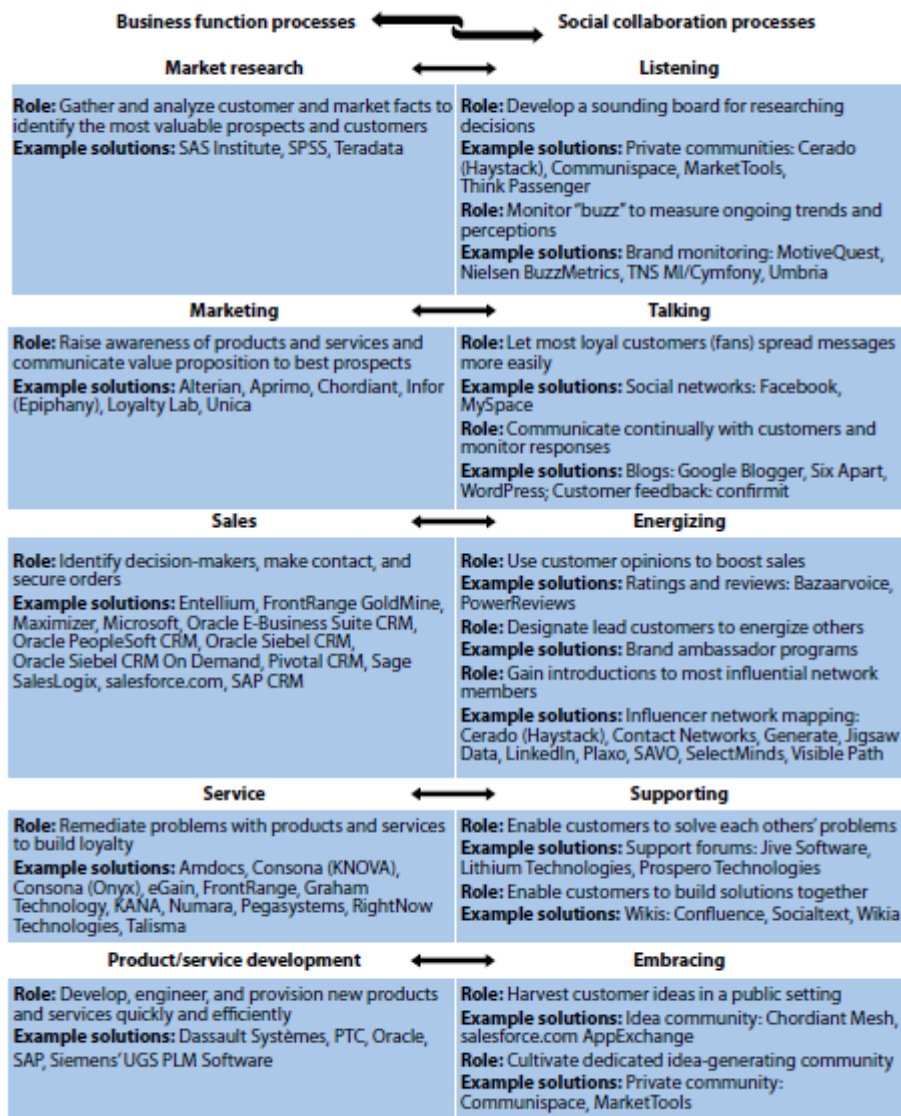 Business function processes
Social collaboration processes
Market research
Listening
Role: Gather and analyze customer and market facts to
identify the most valuable prospects and customers
Example solutions: SAS Institute, SPSS, Teradata
Role: Develop a sounding board for researching
decisions
Example solutions: Private communities: Cerado
(Haystack), Communispace, MarketTools,
Think Passenger
Role: Monitor “buzz” to measure ongoing trends and
perceptions
Example solutions: Brand monitoring: MotiveQuest,
Nielsen BuzzMetrics, TNS MI/Cymfony, Umbria
Marketing
Talking
Role: Raise awareness of products and services and
communicate value proposition to best prospects
Example solutions: Alterian, Aprimo, Chordiant, Infor
(Epiphany), Loyalty Lab, Unica
Role: Let most loyal customers (fans) spread messages
more easily
Example solutions: Social networks: Facebook,
MySpace
Role: Communicate continually with customers and
monitor responses
Example solutions: Blogs: Google Blogger, Six Apart,
WordPress; Customer feedback: confirmit
Sales
Energizing
Role: Identify decision-makers, make contact, and
secure orders
Example solutions: Entellium, FrontRange GoldMine,
Maximizer, Microsoft, Oracle E-Business Suite CRM,
Oracle PeopleSoft CRM, Oracle Siebel CRM,
Oracle Siebel CRM On Demand, Pivotal CRM, Sage
SalesLogix, salesforce.com, SAP CRM
Role: Use customer opinions to boost sales
Example solutions: Ratings and reviews: Bazaarvoice,
PowerReviews
Role: Designate lead customers to energize others
Example solutions: Brand ambassador programs
Role: Gain introductions to most influential network
members
Example solutions: Influencer network mapping:
Cerado (Haystack), Contact Networks, Generate, Jigsaw
Data, LinkedIn, Plaxo, SAVO, SelectMinds, Visible Path
Service
Supporting
Role: Remediate problems with products and services
to build loyalty
Example solutions: Amdocs, Consona (KNOVA),
Consona (Onyx), eGain, FrontRange, Graham
Technology, KANA, Numara, Pegasystems, RightNow
Technologies, Talisma
Role: Enable customers to solve each others’ problems
Example solutions: Support forums: Jive Software,
Lithium Technologies, Prospero Technologies
Role: Enable customers to build solutions together
Example solutions: Wikis: Confluence, Socialtext, Wikia
Product/service development
Embracing
Role: Develop, engineer, and provision new products
and services quickly and efficiently
Example solutions: Dassault Systèmes, PTC, Oracle,
SAP, Siemens’ UGS PLM Software
Role: Harvest customer ideas in a public setting
Example solutions: Idea community: Chordiant Mesh,
salesforce.com AppExchange
Role: Cultivate dedicated idea-generating community
Example solutions: Private community:
Communispace, MarketTools